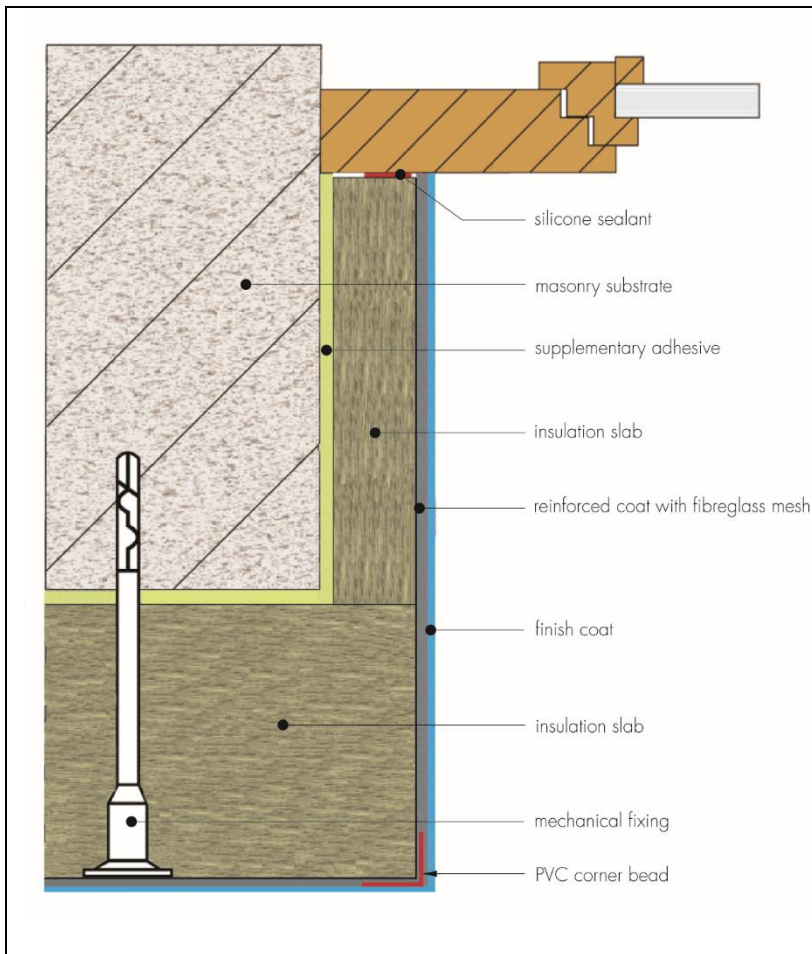 silicone sealant
masonry substrate
supplementary adhesive
insulation slab
reinforced coat with fibreglass mesh
finish coat
insulation slab
mechanical fixing
PVC corner bead